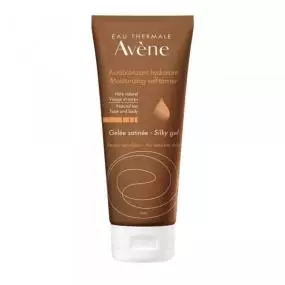 EAU THERMALE
Avène
Autobronzant hydratant
Moisturizing self-tanner
Hâle naturel
Visage et corps
Natural tan
Face and body
Gelée satinée - Silky gel